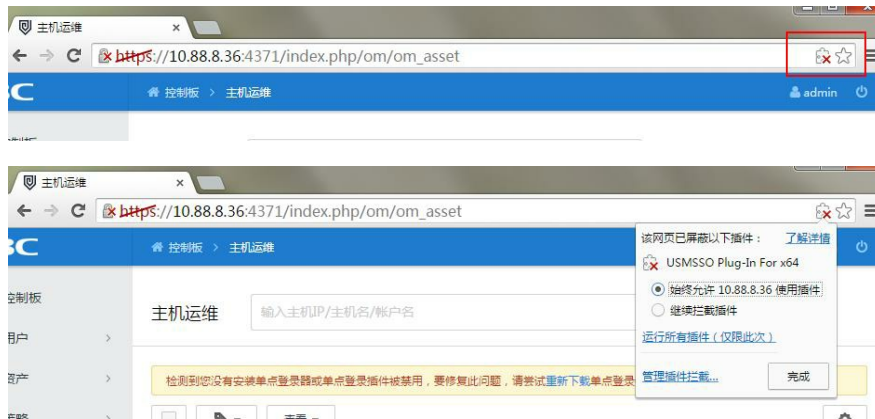 主机运维
https://10.88.8.36:4371/index.php/om/om_asset
控制板 > 主机运维
admin
主机运维
https://10.88.8.36:4371/index.php/om/om_asset
控制板 > 主机运维
该网页已屏蔽以下插件： 了解详情
USMSSO Plug-In For x64
始终允许 10.88.8.36 使用插件
继续拦截插件
运行所有插件（仅限此次）
管理插件拦截...
完成
主机运维
输入主机IP/主机名/帐户名
检测到您没有安装单点登录器或单点登录插件被禁用，要修复此问题，请尝试重新下载单点登录
查看